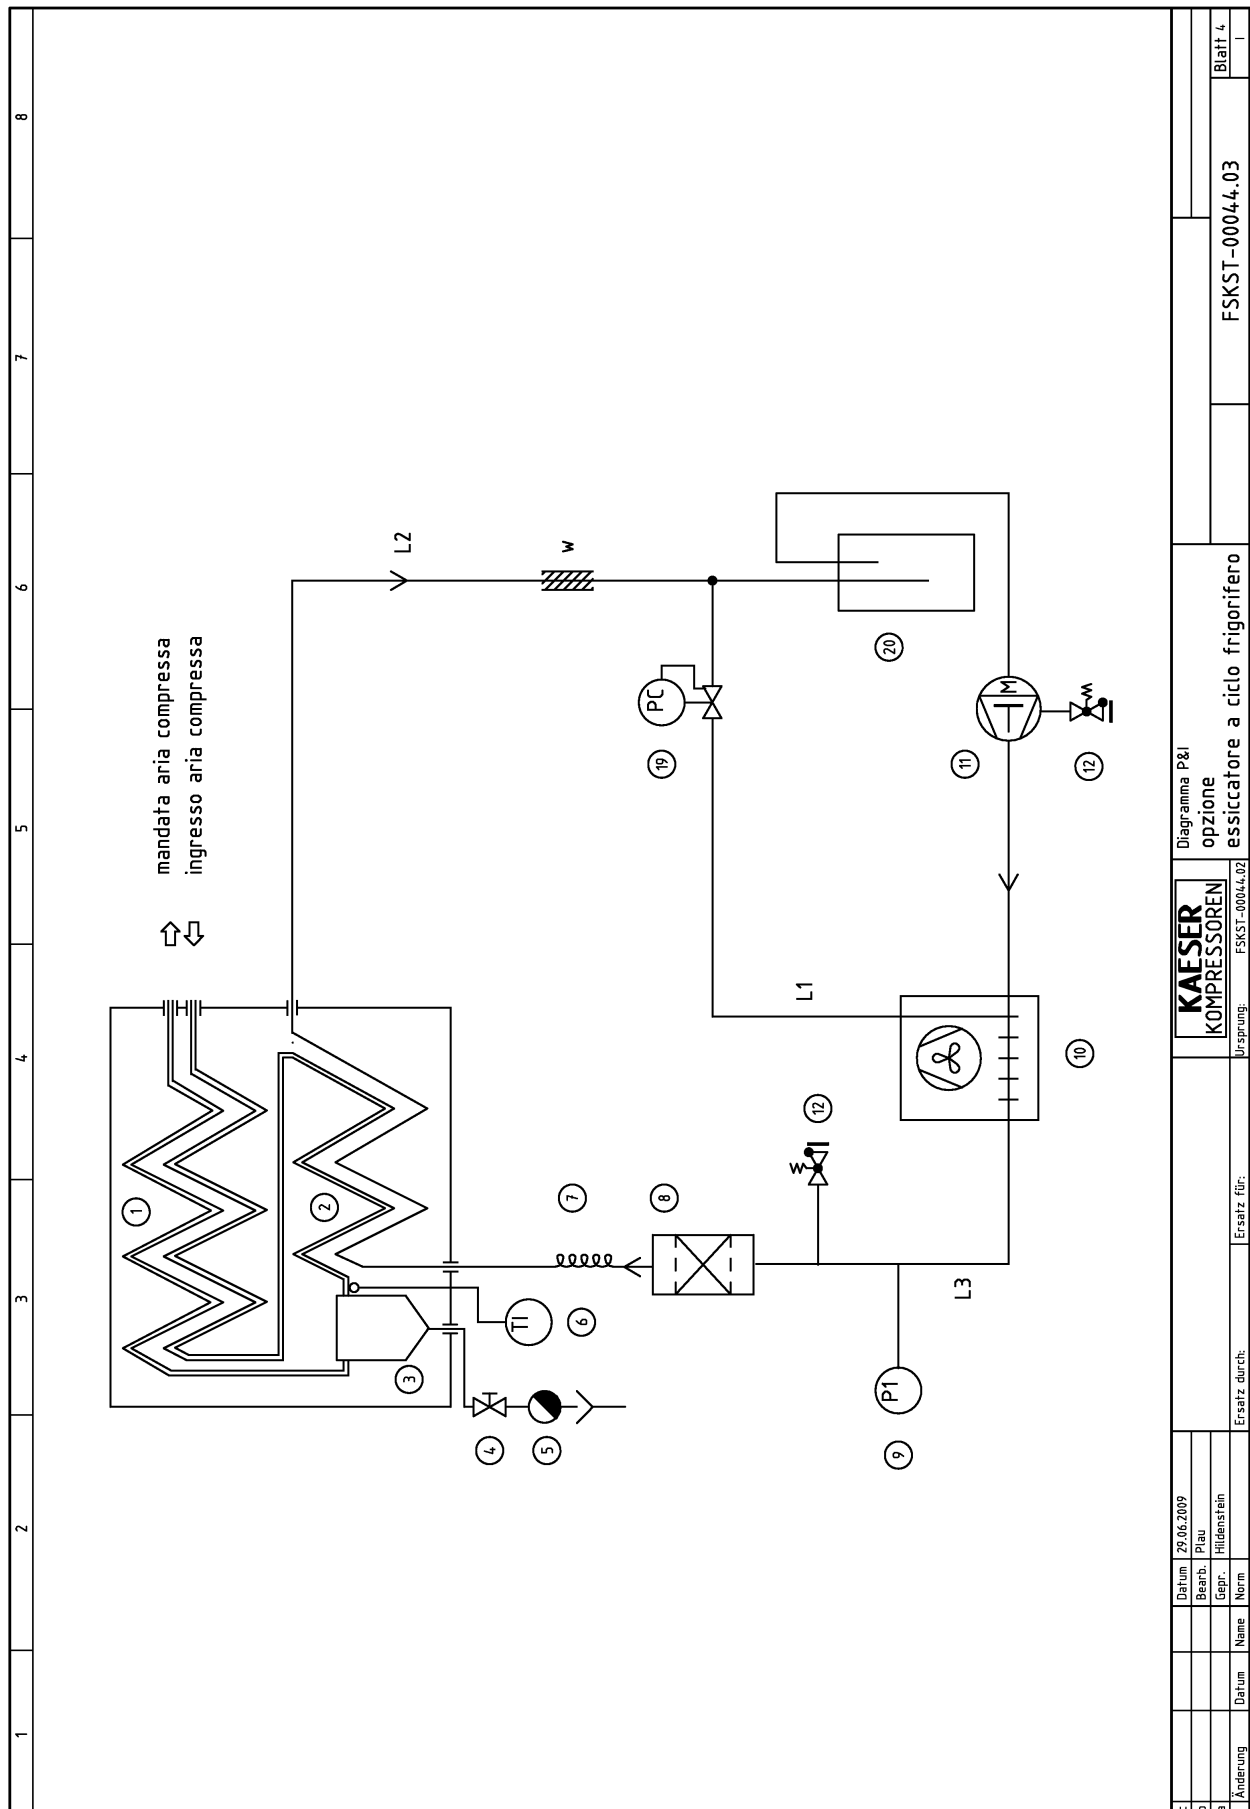 1
2
3
4
5
6
7
8
mandata aria compressa
ingresso aria compressa
L2
w
1
2
3
4
5
6
7
8
9
10
11
12
12
19
20
TI
PC
P1
M
L1
L3
Änderung
Datum
Name
Datum 29.06.2009
Bearb. Plau
Gepr. Hildenstein
Norm
Ersatz durch:
Ersatz für:
KAESER
KOMPRESSOREN
Ursprung: FSKST-00044.02
Diagramma P&I
opzione
essiccatore a ciclo frigorifero
FSKST-00044.03
Blatt 4
I